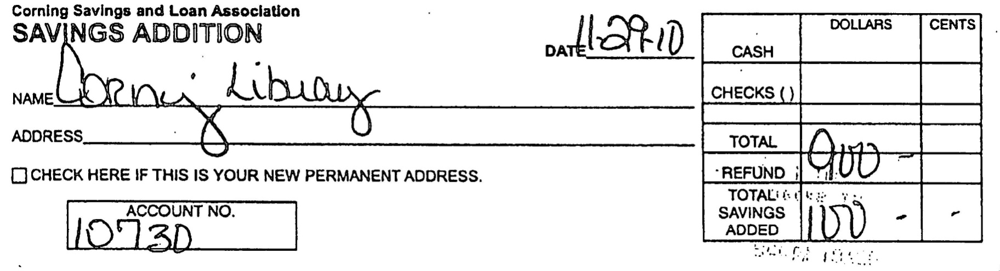 Corning Savings and Loan Association
SAVINGS ADDITION
DATE 11-29-10
NAME Corning Library
ADDRESS
CHECK HERE IF THIS IS YOUR NEW PERMANENT ADDRESS.
ACCOUNT NO.
10730
DOLLARS CENTS
CASH
CHECKS ( )
TOTAL
REFUND 900 -
TOTAL SAVINGS ADDED 100 - -